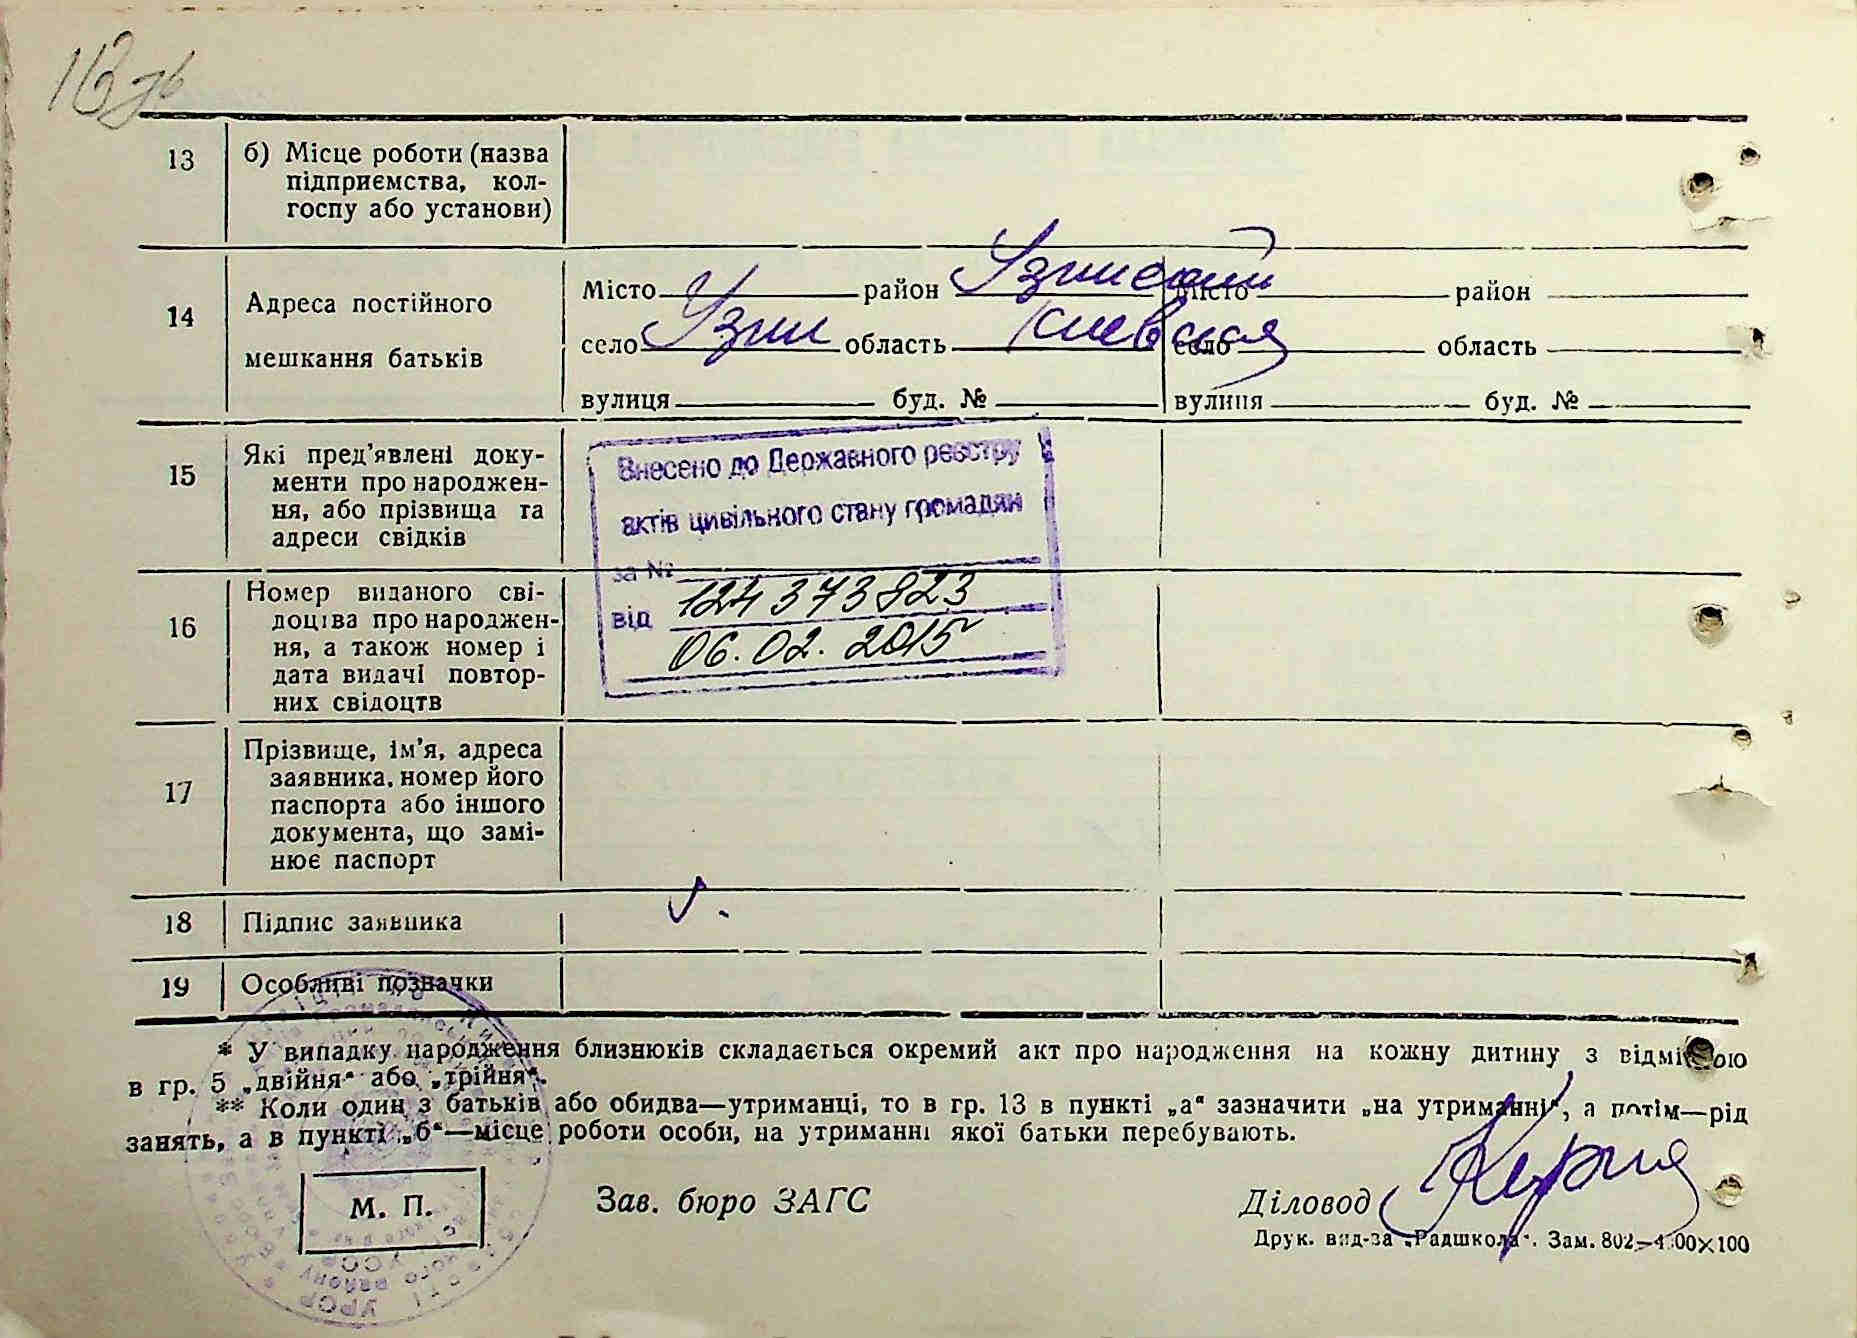 13 б) Місце роботи (назва
підприємства, кол-
госпу або установи)
14 Адреса постійного
мешкання батьків
Місто район Узинский Місто район
село Узин область Киевская село область
вулиця буд. № вулиця буд. №
15 Які пред'явлені доку-
менти про народжен-
ня, або прізвища та
адреси свідків
Внесено до Державного реєстру
актів цивільного стану громадян
за № 124373823
від 06.02.2015
16 Номер виданого сві-
доцтва про народжен-
ня, а також номер і
дата видачі повтор-
них свідоцтв
17 Прізвище, ім'я, адреса
заявника, номер його
паспорта або іншого
документа, що замі-
нює паспорт
18 Підпис заявника
19 Особливі позначки
* У випадку народження близнюків складається окремий акт про народження на кожну дитину з відміткою
в гр. 5 „двійня“ або „трійня“.
** Коли один з батьків або обидва—утриманці, то в гр. 13 в пункті „а“ зазначити „на утриманні“, а потім—рід
занять, а в пункті „б“—місце роботи особи, на утриманні якої батьки перебувають.
М. П. Зав. бюро ЗАГС Діловод
Друк. вид-ва „Радшкола“. Зам. 802—4.00×100